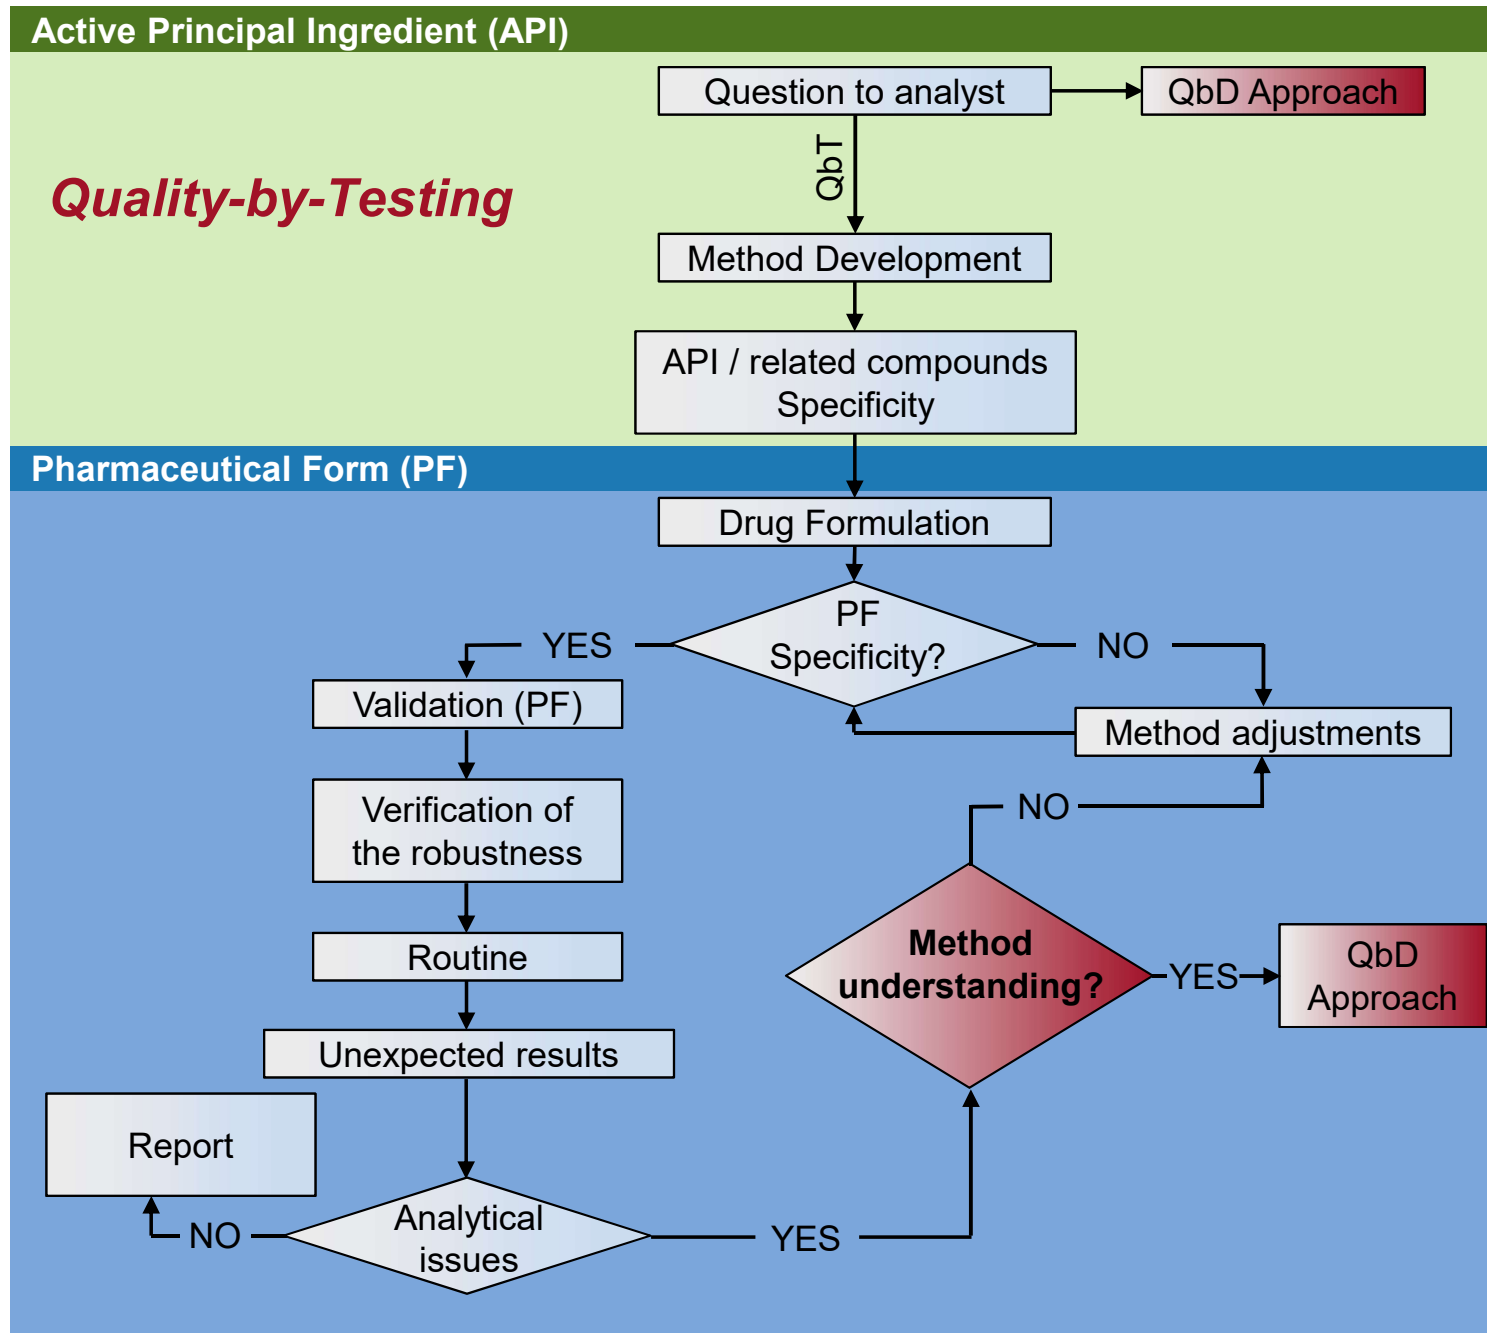 Active Principal Ingredient (API)
Question to analyst
QbD Approach
QbT
Quality-by-Testing
Method Development
API / related compounds
Specificity
Pharmaceutical Form (PF)
Drug Formulation
PF
Specificity?
YES
NO
Validation (PF)
Method adjustments
Verification of
the robustness
NO
Routine
Method
understanding?
YES
QbD
Approach
Unexpected results
Report
Analytical
issues
NO
YES